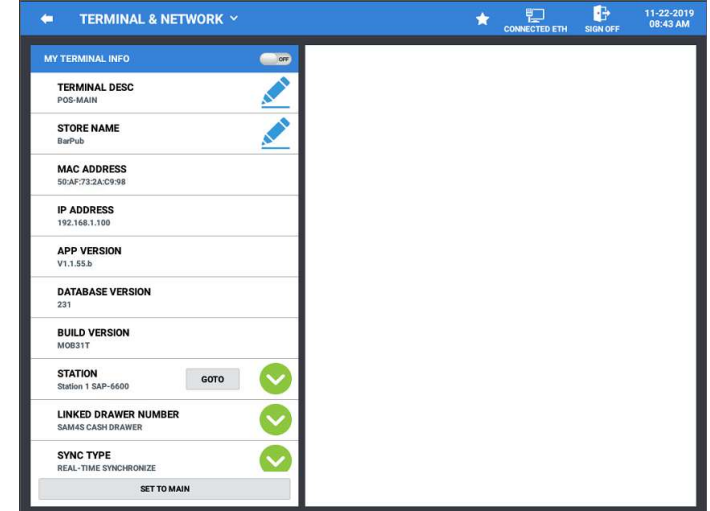 TERMINAL & NETWORK
CONNECTED ETH
SIGN OFF
11-22-2019
08:43 AM
MY TERMINAL INFO
OFF
TERMINAL DESC
POS-MAIN
STORE NAME
BarPub
MAC ADDRESS
50:AF:73:2A:C9:98
IP ADDRESS
192.168.1.100
APP VERSION
V1.1.55.b
DATABASE VERSION
231
BUILD VERSION
MOB31T
STATION
Station 1 SAP-6600
GOTO
LINKED DRAWER NUMBER
SAM4S CASH DRAWER
SYNC TYPE
REAL-TIME SYNCHRONIZE
SET TO MAIN